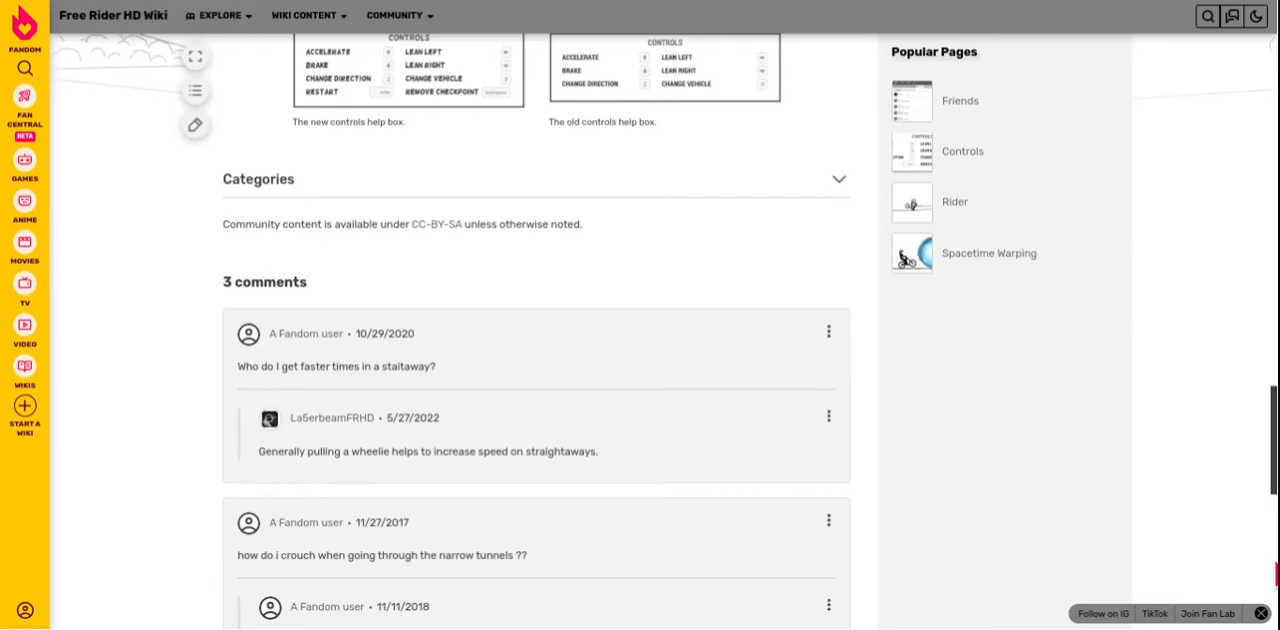 Free Rider HD Wiki
EXPLORE
WIKI CONTENT
COMMUNITY
FANDOM
FAN CENTRAL
BETA
GAMES
ANIME
MOVIES
TV
VIDEO
WIKIS
START A WIKI
CONTROLS
ACCELERATE LEAN LEFT
BRAKE LEAN RIGHT
CHANGE DIRECTION CHANGE VEHICLE
RESTART REMOVE CHECKPOINT
The new controls help box.
CONTROLS
ACCELERATE LEAN LEFT
BRAKE LEAN RIGHT
CHANGE DIRECTION CHANGE VEHICLE
The old controls help box.
Categories
Community content is available under CC-BY-SA unless otherwise noted.
3 comments
A Fandom user • 10/29/2020
Who do I get faster times in a staitaway?
La5erbeamFRHD • 5/27/2022
Generally pulling a wheelie helps to increase speed on straightaways.
A Fandom user • 11/27/2017
how do i crouch when going through the narrow tunnels ??
A Fandom user • 11/11/2018
Popular Pages
Friends
Controls
Rider
Spacetime Warping
Follow on IG
TikTok
Join Fan Lab